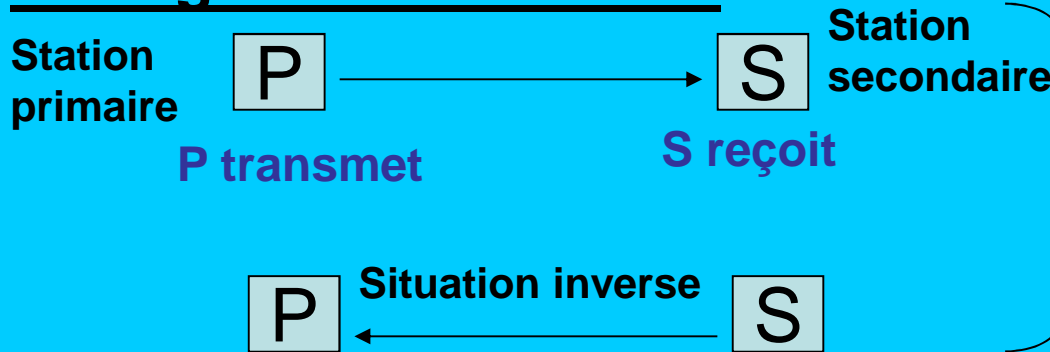 Station
primaire
P
S
Station
secondaire
P transmet
S reçoit
P
Situation inverse
S